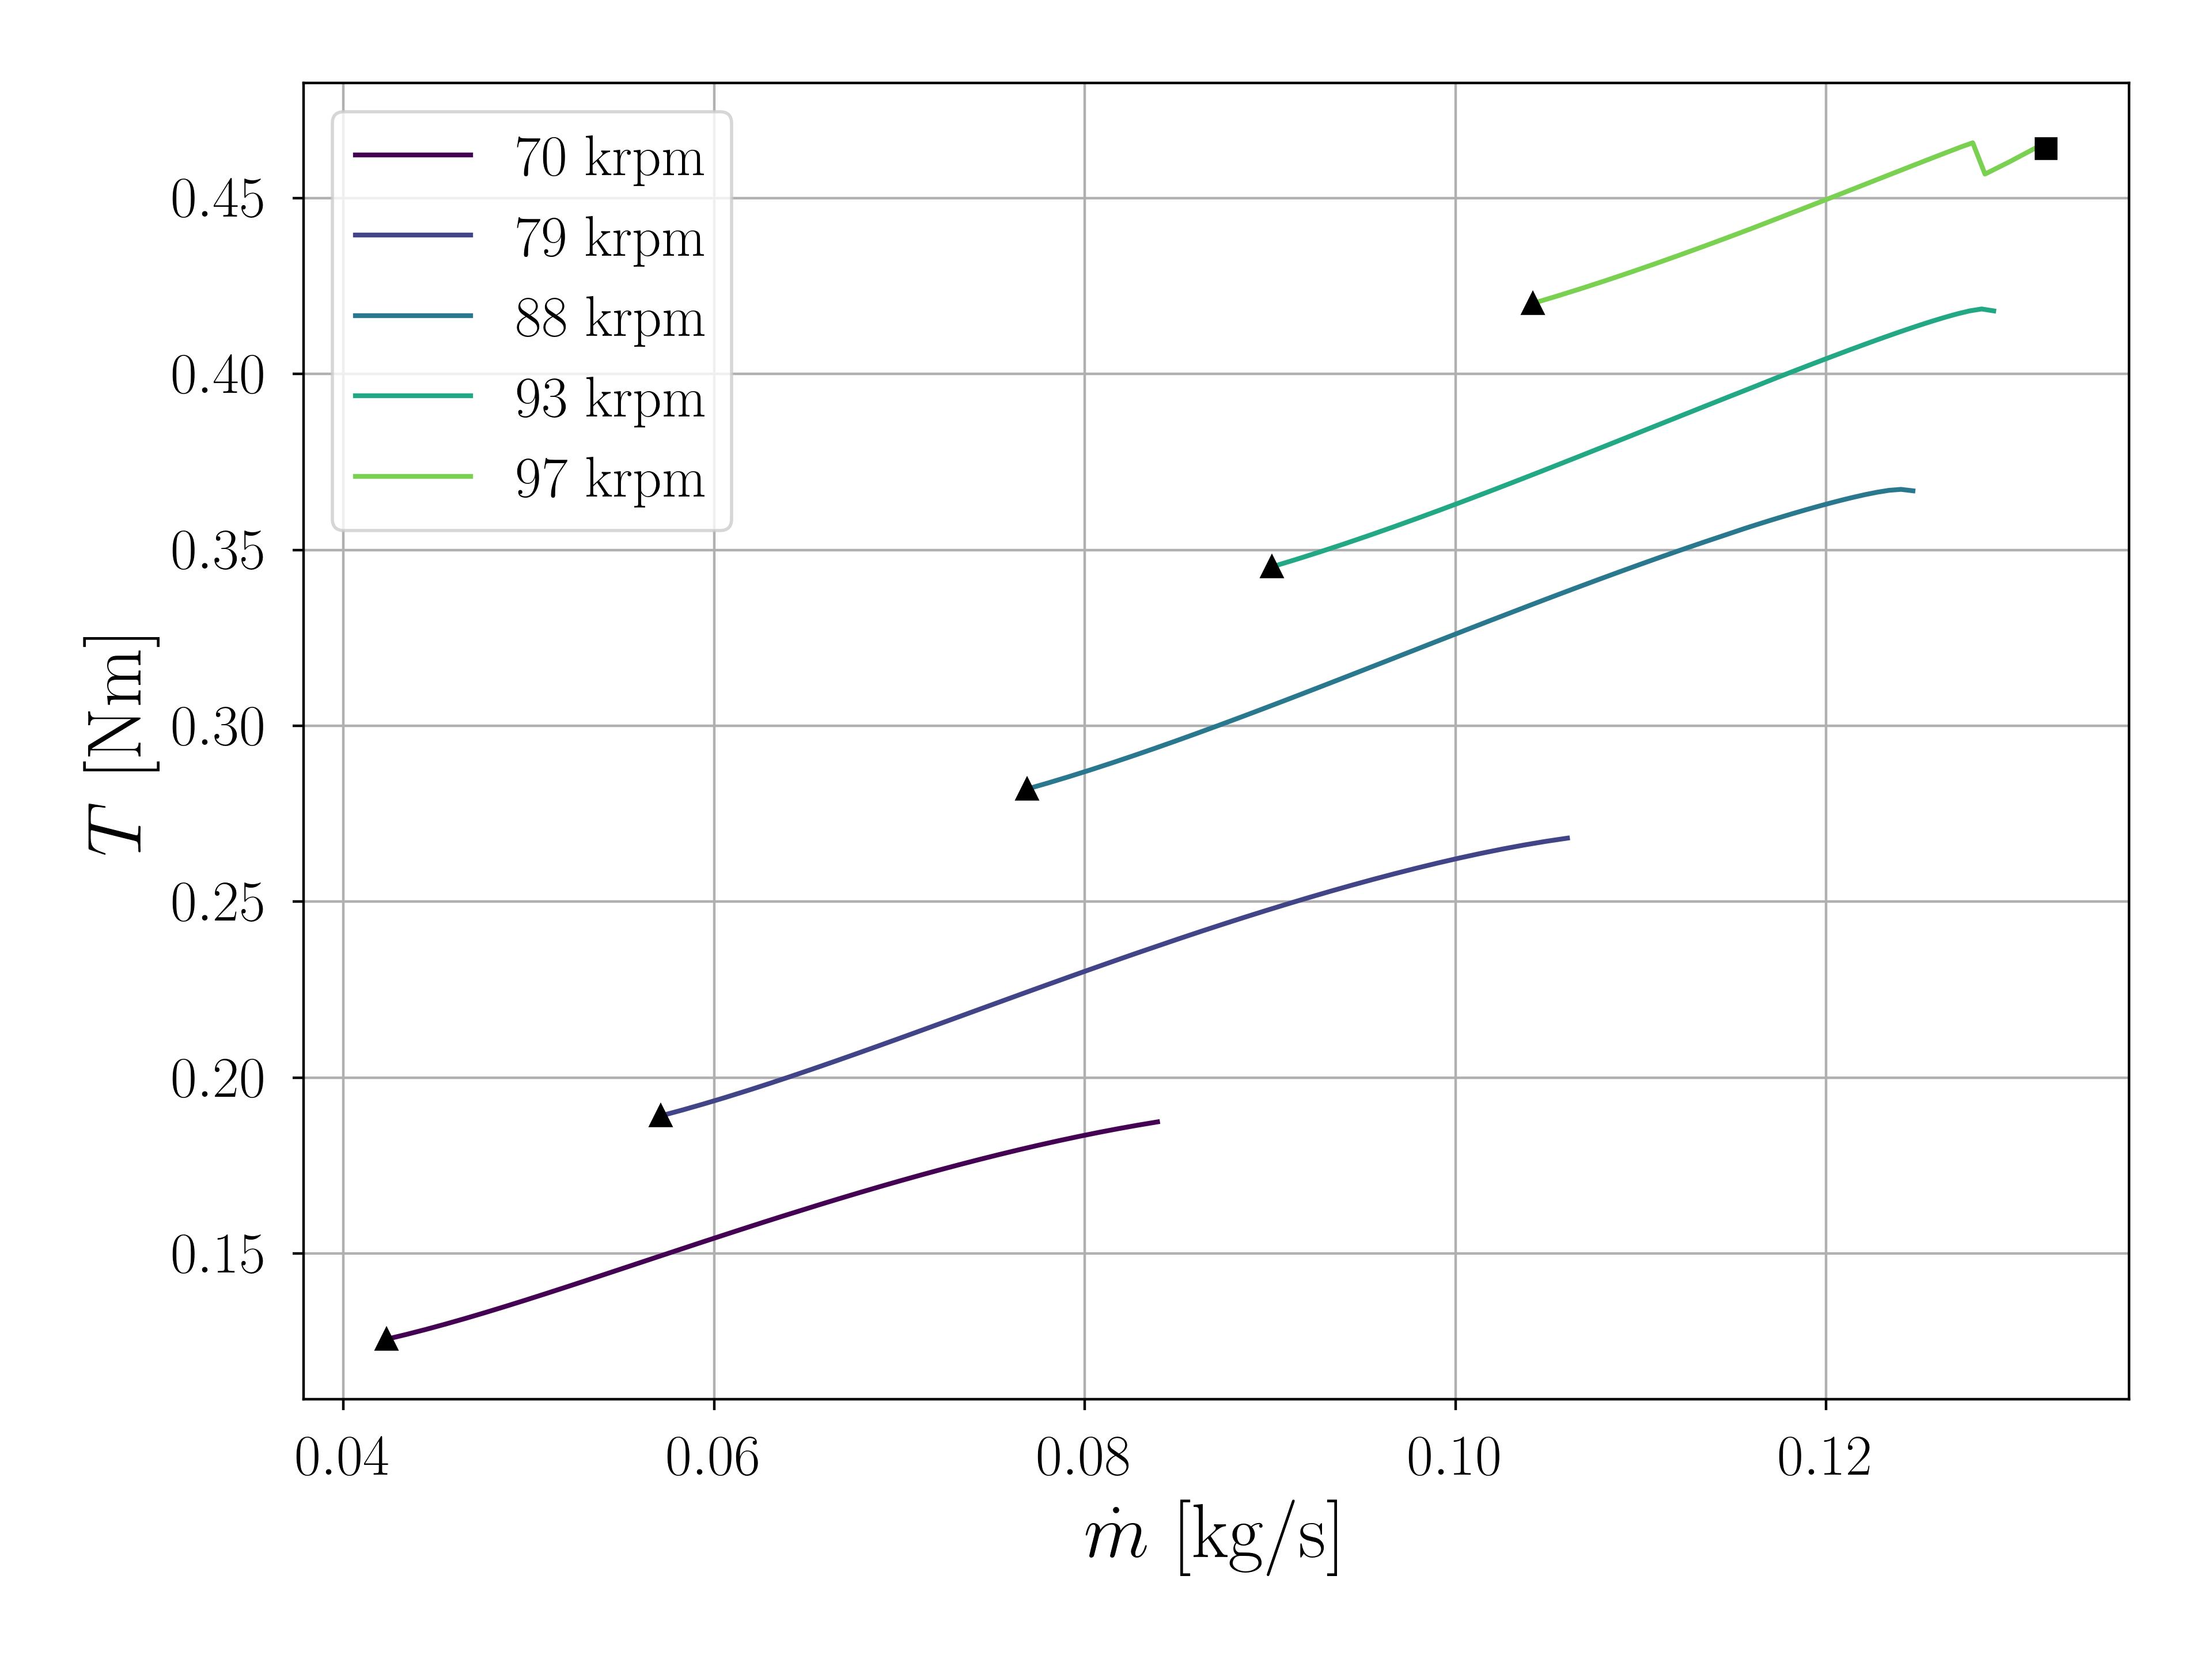 70 krpm
79 krpm
88 krpm
93 krpm
97 krpm
0.45
0.40
0.35
0.30
0.25
0.20
0.15
T [Nm]
0.04 0.06 0.08 0.10 0.12
ṁ [kg/s]